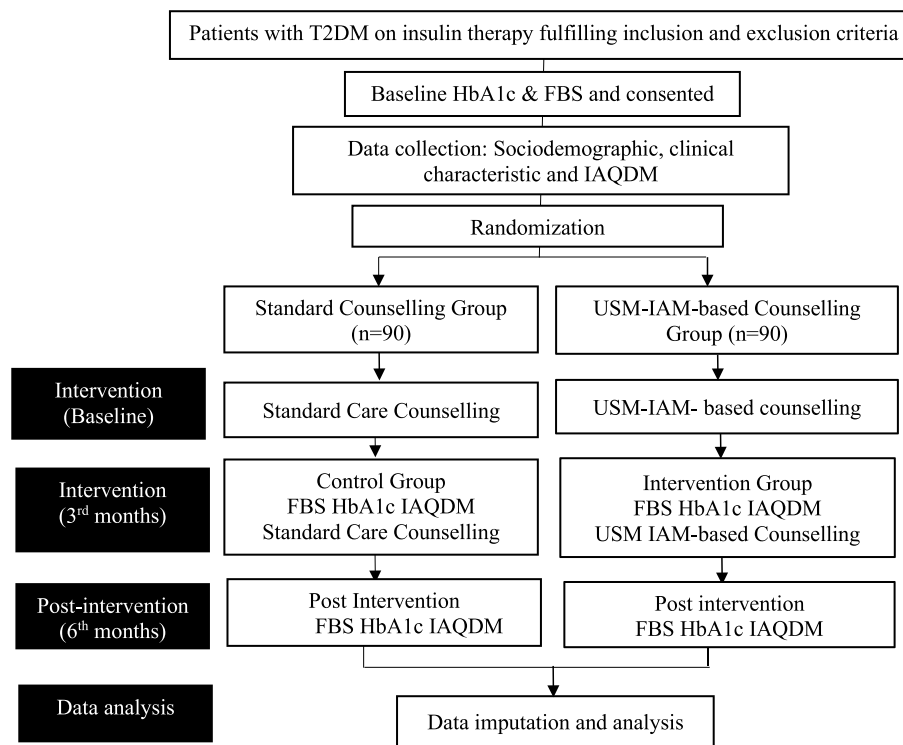 Patients with T2DM on insulin therapy fulfilling inclusion and exclusion criteria
Baseline HbA1c & FBS and consented
Data collection: Sociodemographic, clinical
characteristic and IAQDM
Randomization
Standard Counselling Group
(n=90)
USM-IAM-based Counselling
Group (n=90)
Intervention
(Baseline)
Standard Care Counselling
USM-IAM- based counselling
Intervention
(3rd months)
Control Group
FBS HbA1c IAQDM
Standard Care Counselling
Intervention Group
FBS HbA1c IAQDM
USM IAM-based Counselling
Post-intervention
(6th months)
Post Intervention
FBS HbA1c IAQDM
Post intervention
FBS HbA1c IAQDM
Data analysis
Data imputation and analysis